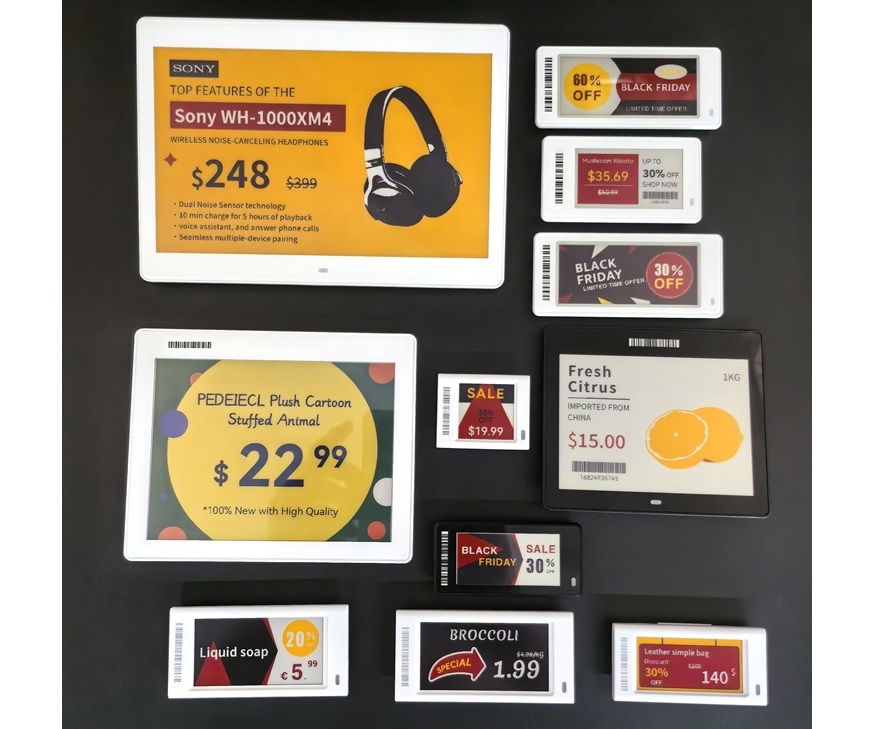 SONY
TOP FEATURES OF THE
Sony WH-1000XM4
WIRELESS NOISE-CANCELING HEADPHONES
$248 $399
• Dual Noise Sensor technology
• 10 min charge for 5 hours of playback
• voice assistant, and answer phone calls
• Seamless multiple-device pairing
60% OFF
BLACK FRIDAY
LIMITED TIME OFFER
Mushroom Risotto
$35.69
$50.99
UP TO
30% OFF
SHOP NOW
BLACK
FRIDAY
LIMITED TIME OFFER
30%
OFF
PEDEIECL Plush Cartoon
Stuffed Animal
$22 99
*100% New with High Quality
SALE
30%
OFF
$19.99
Fresh
Citrus
1KG
IMPORTED FROM
CHINA
$15.00
16824935745
BLACK
FRIDAY
SALE
30%
OFF
Liquid soap
20%
€5.99
BROCCOLI
SPECIAL
$4.28/KG
1.99
Leather simple bag
Discount
30%
OFF
$200
140 $